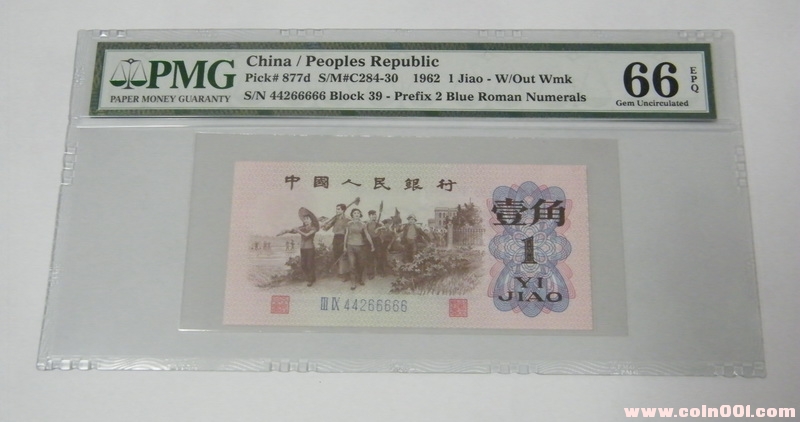 PMG
PAPER MONEY GUARANTY
China / Peoples Republic
Pick# 877d S/M#C284-30 1962 1 Jiao - W/Out Wmk
S/N 44266666 Block 39 - Prefix 2 Blue Roman Numerals
66 EPQ
Gem Uncirculated
中國人民銀行
壹角
1
YI
JIAO
III IX 44266666
www.coin001.com